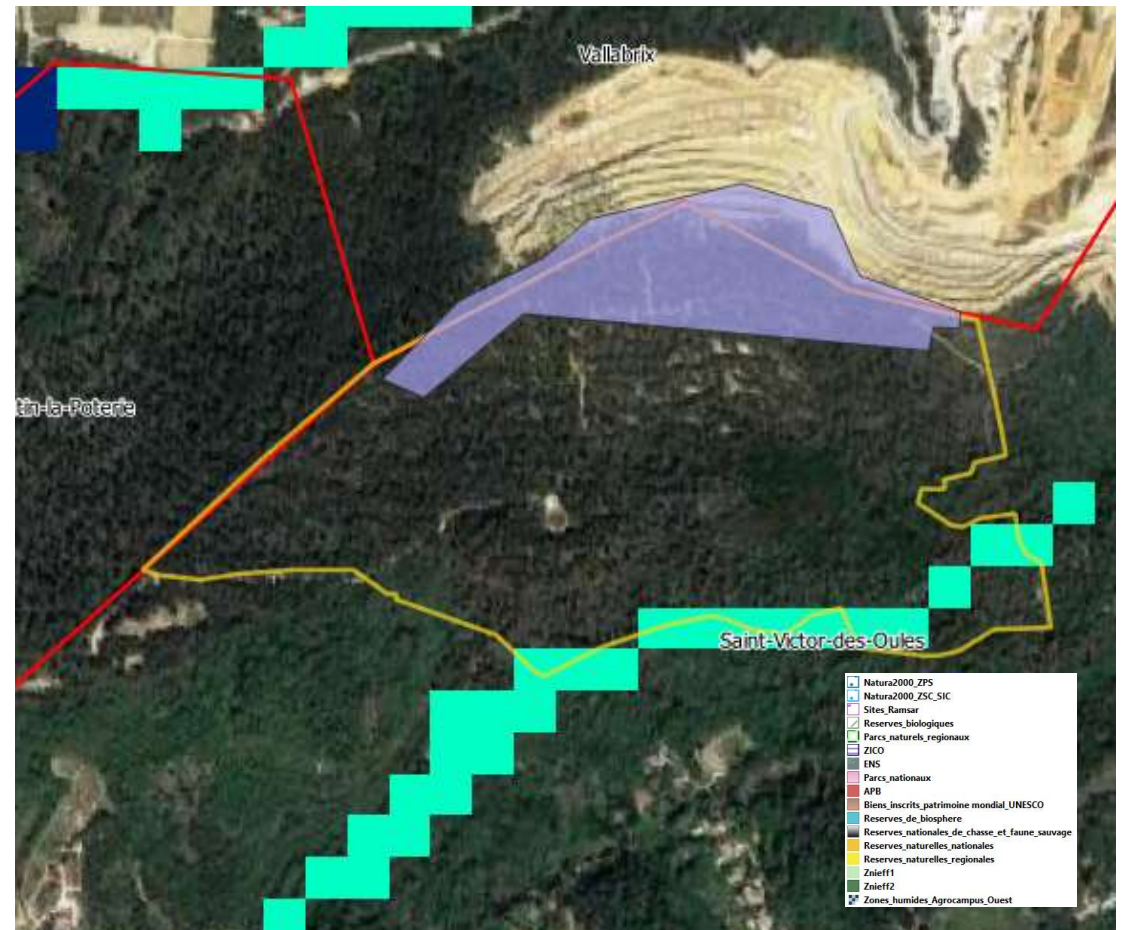 Vallabrix
tin-la-Poterie
Saint-Victor-des-Oules
Natura2000_ZPS
Natura2000_ZSC_SIC
Sites_Ramsar
Reserves_biologiques
Parcs_naturels_regionaux
ZICO
ENS
Parcs_nationaux
APB
Biens_inscrits_patrimoine mondial_UNESCO
Reserves_de_biosphere
Reserves_nationales_de_chasse_et_faune_sauvage
Reserves_naturelles_nationales
Reserves_naturelles_regionales
Znieff1
Znieff2
Zones_humides_Agrocampus_Ouest